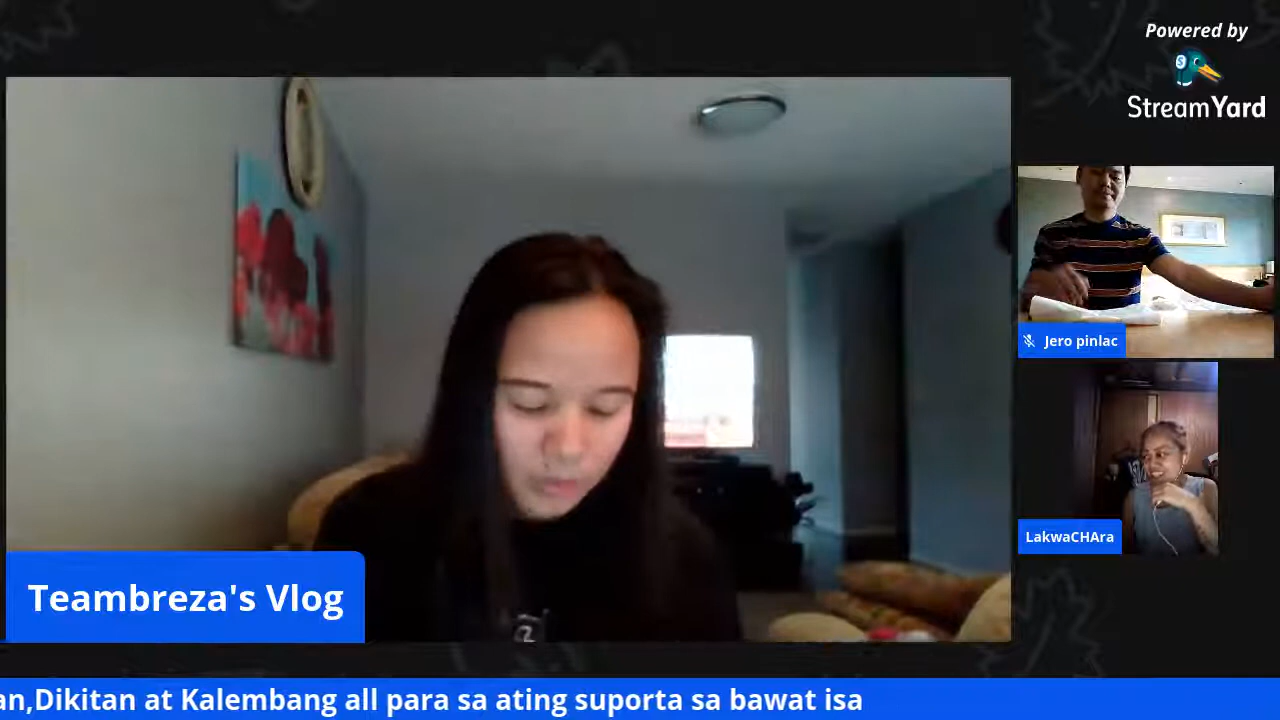 Powered by
StreamYard
Jero pinlac
LakwaCHAra
Teambreza's Vlog
an,Dikitan at Kalembang all para sa ating suporta sa bawat isa